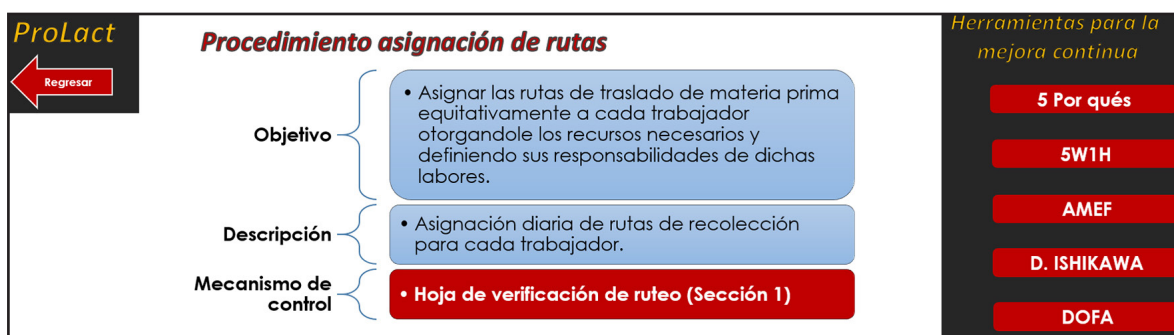 ProLact
Regresar
Procedimiento asignación de rutas
Objetivo
• Asignar las rutas de traslado de materia prima
equitativamente a cada trabajador
otorgandole los recursos necesarios y
definiendo sus responsabilidades de dichas
labores.
Descripción
• Asignación diaria de rutas de recolección
para cada trabajador.
Mecanismo de
control
• Hoja de verificación de ruteo (Sección 1)
Herramientas para la
mejora continua
5 Por qués
5W1H
AMEF
D. ISHIKAWA
DOFA